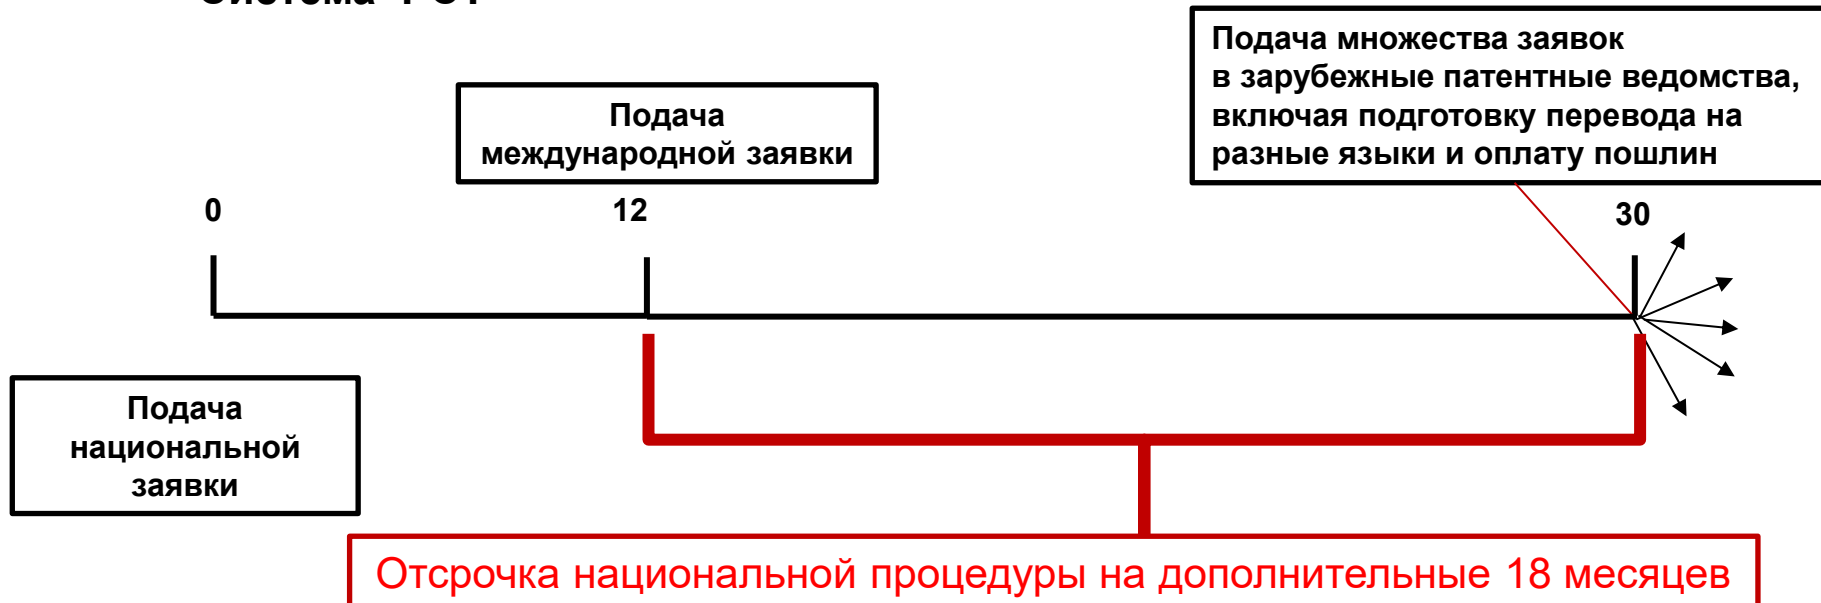 Подача множества заявок
в зарубежные патентные ведомства,
включая подготовку перевода на
разные языки и оплату пошлин
Подача
международной заявки
0
12
30
Подача
национальной
заявки
Отсрочка национальной процедуры на дополнительные 18 месяцев